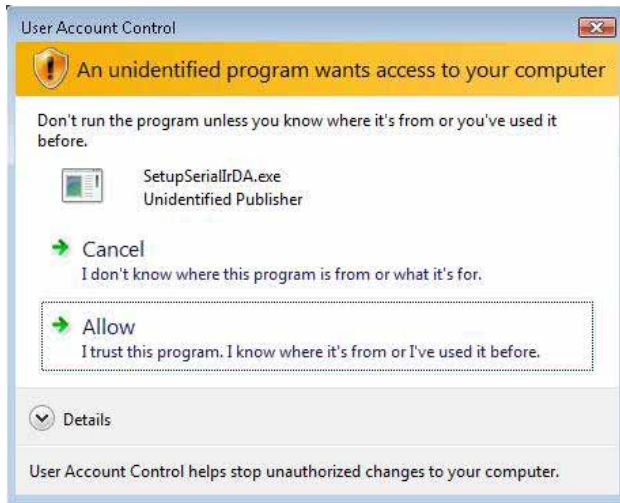 User Account Control
An unidentified program wants access to your computer
Don't run the program unless you know where it's from or you've used it
before.
SetupSerialIrDA.exe
Unidentified Publisher
Cancel
I don't know where this program is from or what it's for.
Allow
I trust this program. I know where it's from or I've used it before.
Details
User Account Control helps stop unauthorized changes to your computer.